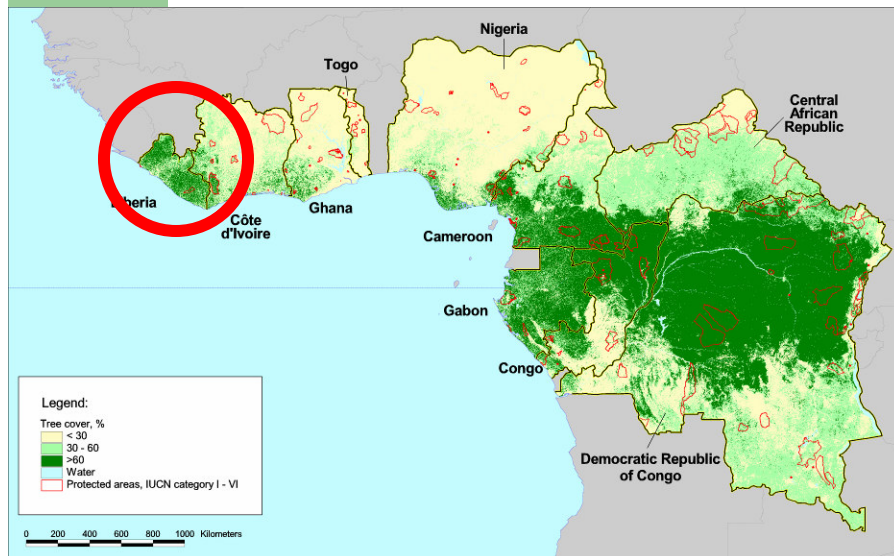 Nigeria
Togo
Central
African
Republic
Liberia
Côte
d'Ivoire
Ghana
Cameroon
Gabon
Congo
Democratic Republic
of Congo
Legend:
Tree cover, %
< 30
30 - 60
>60
Water
Protected areas, IUCN category I - VI
0 200 400 600 800 1000 Kilometers